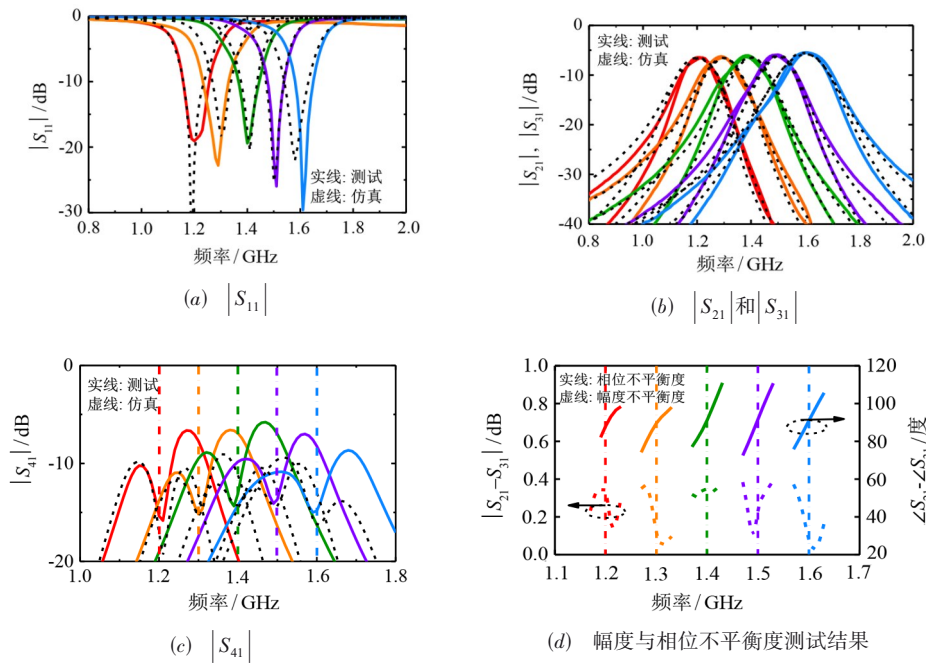 0
-10
-20
-30
|S11| / dB
实线: 测试
虚线: 仿真
0.8 1.0 1.2 1.4 1.6 1.8 2.0
频率 / GHz
(a) |S11|
0
-10
-20
-30
-40
|S21|, |S31| / dB
实线: 测试
虚线: 仿真
0.8 1.0 1.2 1.4 1.6 1.8 2.0
频率 / GHz
(b) |S21|和|S31|
0
-10
-20
|S41| / dB
实线: 测试
虚线: 仿真
1.0 1.2 1.4 1.6 1.8
频率 / GHz
(c) |S41|
1.0
0.8
0.6
0.4
0.2
0.0
|S21-S31| / dB
实线: 相位不平衡度
虚线: 幅度不平衡度
120
100
80
60
40
20
∠S21-∠S31/度
1.1 1.2 1.3 1.4 1.5 1.6 1.7
频率 / GHz
(d) 幅度与相位不平衡度测试结果